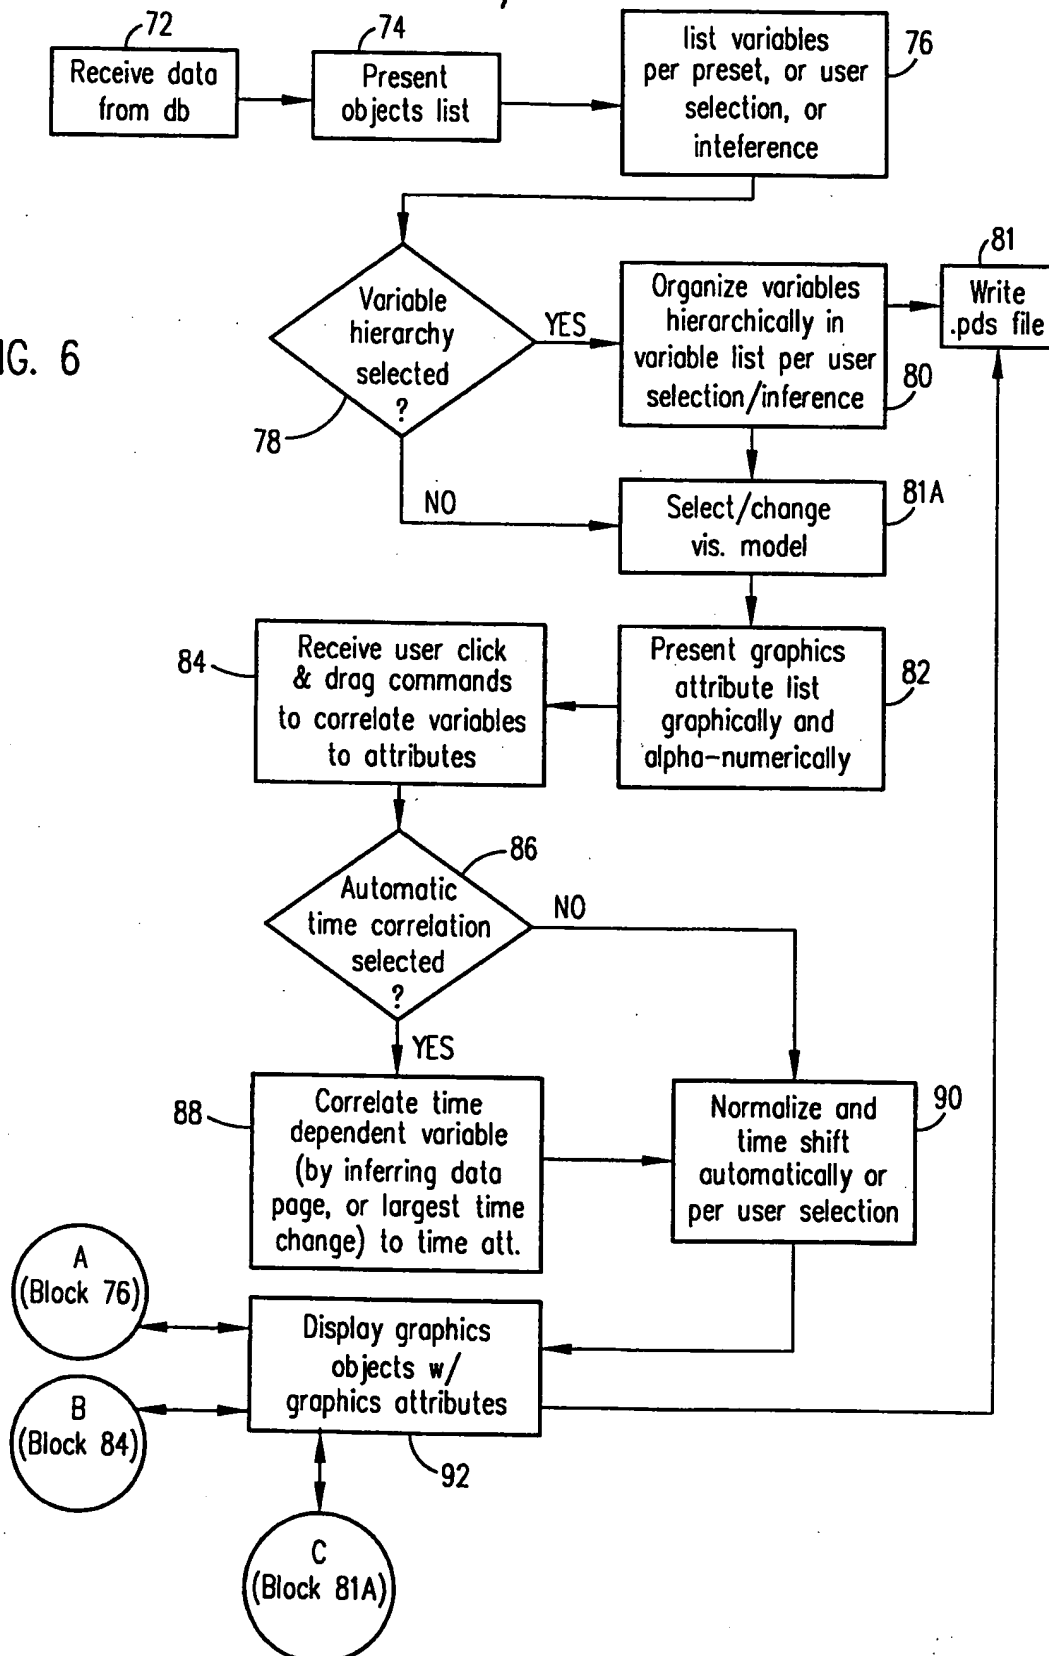 72
Receive data
from db
74
Present
objects list
76
list variables
per preset, or user
selection, or
inteference
NG. 6
Variable
hierarchy
selected
?
78
YES
NO
Organize variables
hierarchically in
variable list per user
selection/inference
80
81
Write
.pds file
Select/change
vis. model
81A
Present graphics
attribute list
graphically and
alpha-numerically
82
84
Receive user click
& drag commands
to correlate variables
to attributes
86
Automatic
time correlation
selected
?
NO
YES
88
Correlate time
dependent variable
(by inferring data
page, or largest time
change) to time att.
90
Normalize and
time shift
automatically or
per user selection
A
(Block 76)
Display graphics
objects w/
graphics attributes
92
B
(Block 84)
C
(Block 81A)